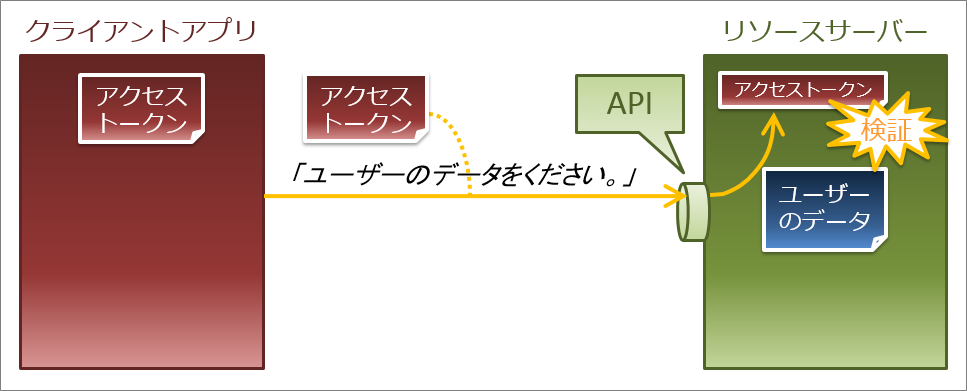 クライアントアプリ
リソースサーバー
アクセス
トークン
アクセス
トークン
「ユーザーのデータをください。」
API
アクセストークン
検証
ユーザー
のデータ